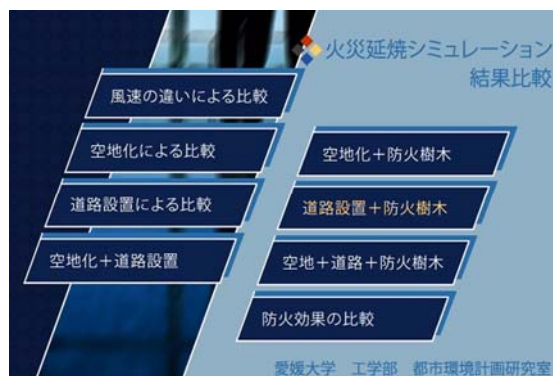 火災延焼シミュレーション
結果比較
風速の違いによる比較
空地化による比較
道路設置による比較
空地化＋道路設置
空地化＋防火樹木
道路設置＋防火樹木
空地＋道路＋防火樹木
防火効果の比較
愛媛大学　工学部　都市環境計画研究室